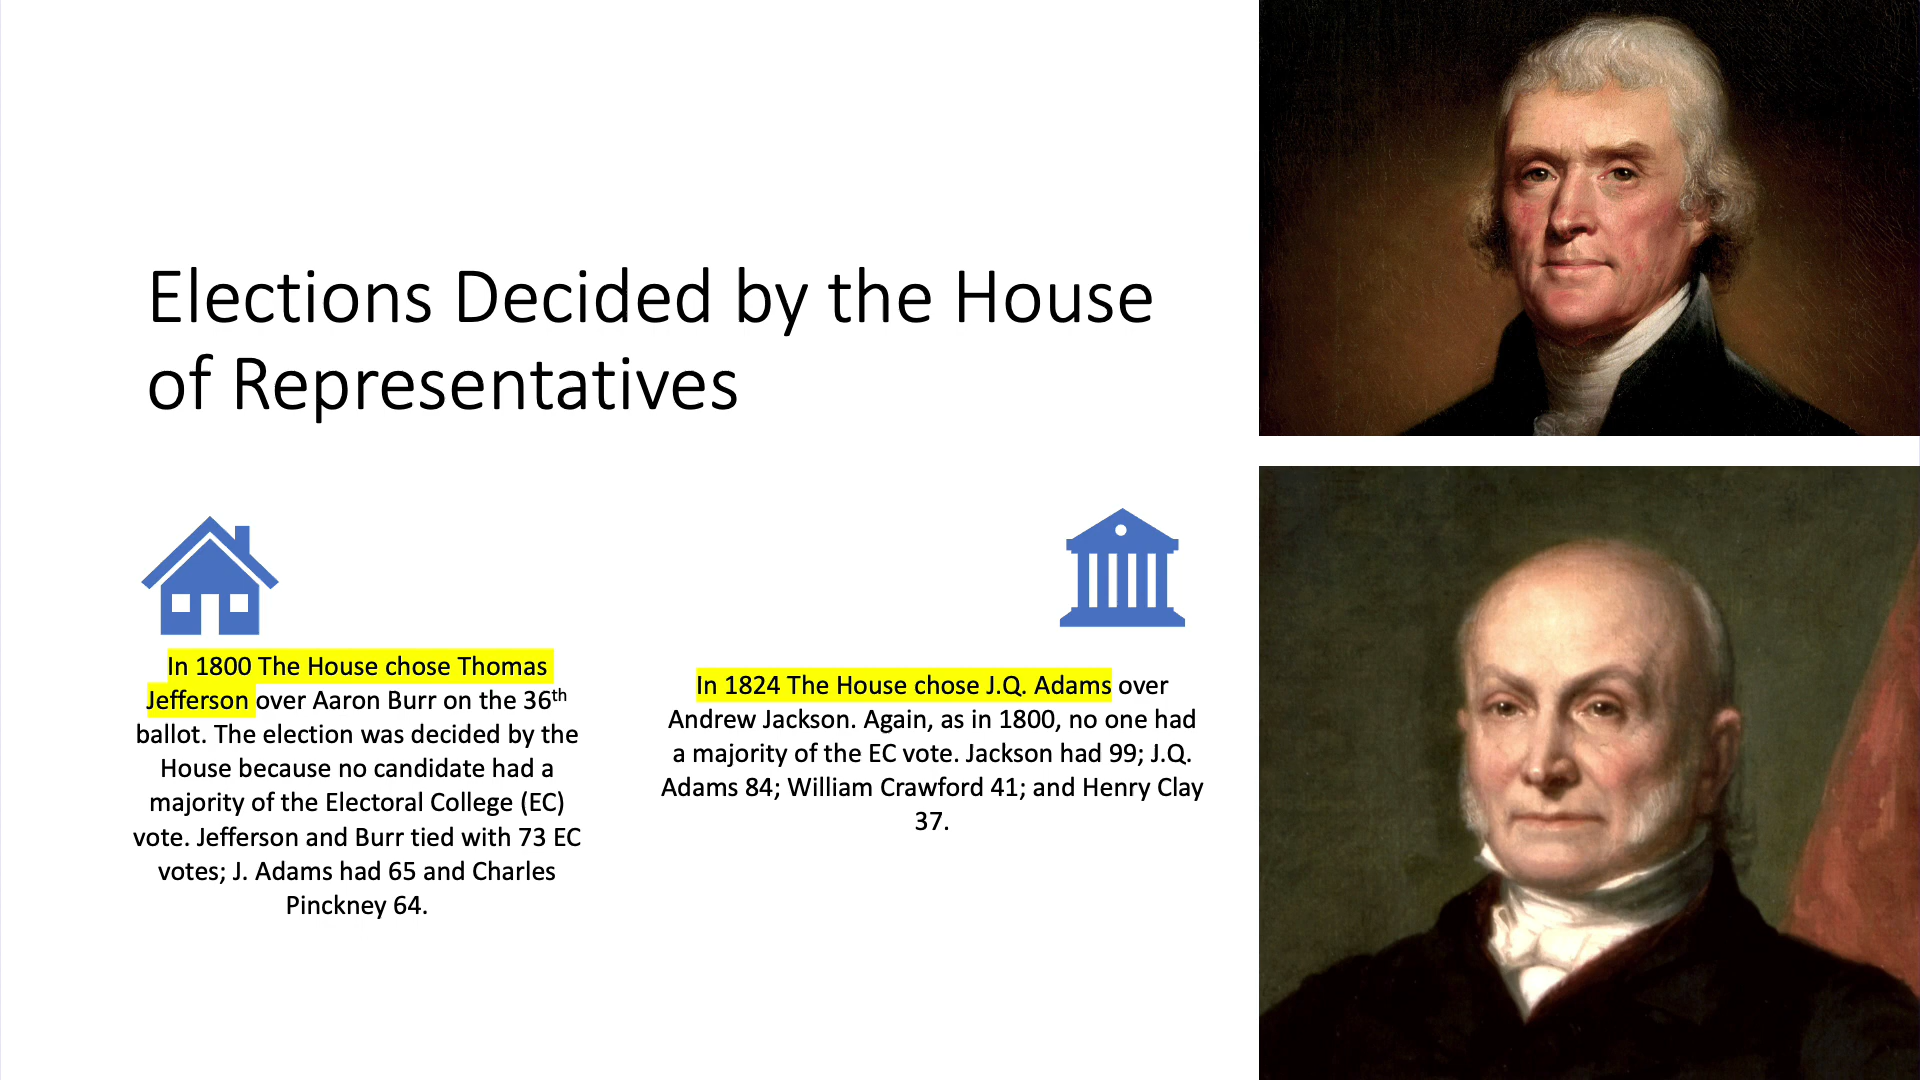 Elections Decided by the House
of Representatives
In 1800 The House chose Thomas
Jefferson over Aaron Burr on the 36th
ballot. The election was decided by the
House because no candidate had a
majority of the Electoral College (EC)
vote. Jefferson and Burr tied with 73 EC
votes; J. Adams had 65 and Charles
Pinckney 64.
In 1824 The House chose J.Q. Adams over
Andrew Jackson. Again, as in 1800, no one had
a majority of the EC vote. Jackson had 99; J.Q.
Adams 84; William Crawford 41; and Henry Clay
37.